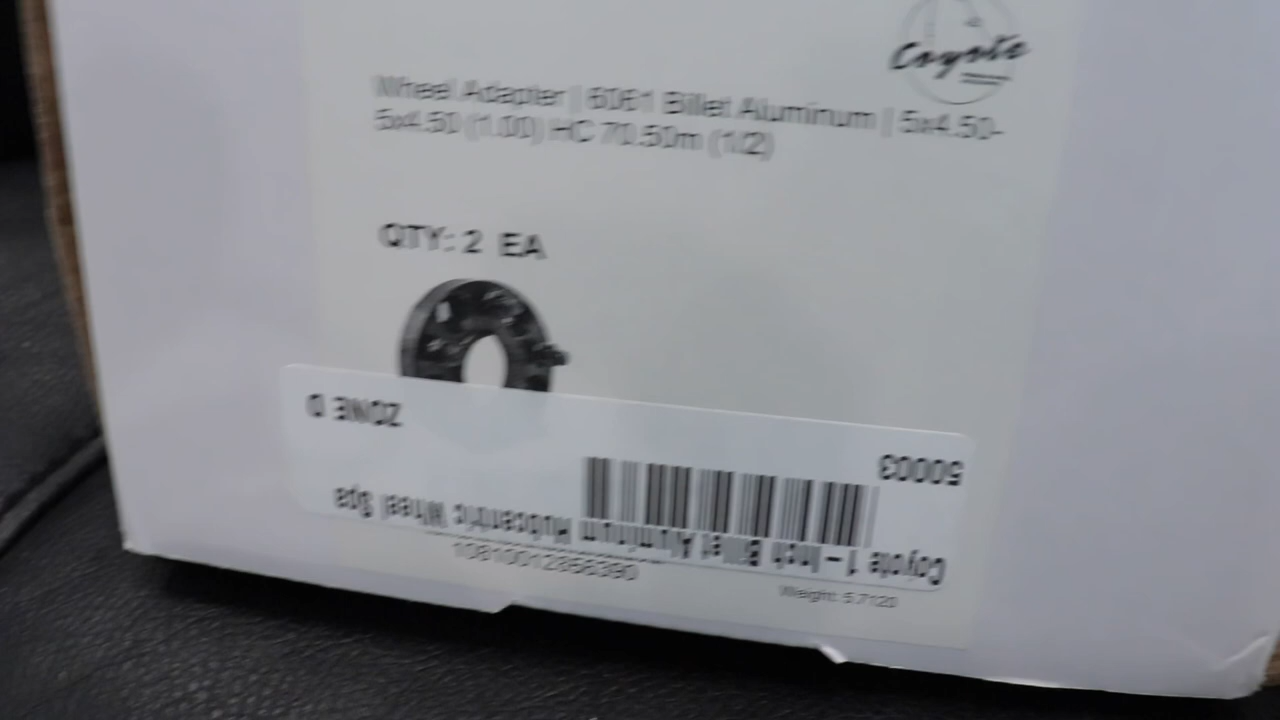 Coyote
Wheel Adapter | 6061 Billet Aluminum | 5x4.50-
5x4.50 (1.00) HC 70.50m (1/2)
QTY: 2 EA
50003
ZONE D
Coyote 1 - Inch Billet Aluminum Hubcentric Wheel Spa
10810012856390
Weight: 5.7120